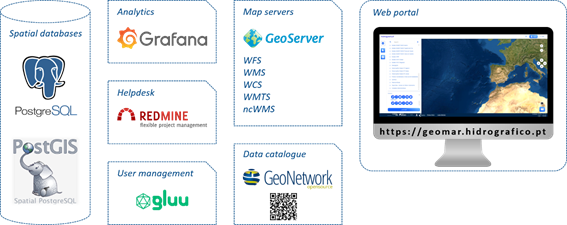 Spatial databases
PostgreSQL
PostGIS
Spatial PostgreSQL
Analytics
Grafana
Helpdesk
REDMINE
flexible project management
User management
gluu
Map servers
GeoServer
WFS
WMS
WCS
WMTS
ncWMS
Data catalogue
GeoNetwork
opensource
Web portal
https://geomar.hidrografico.pt